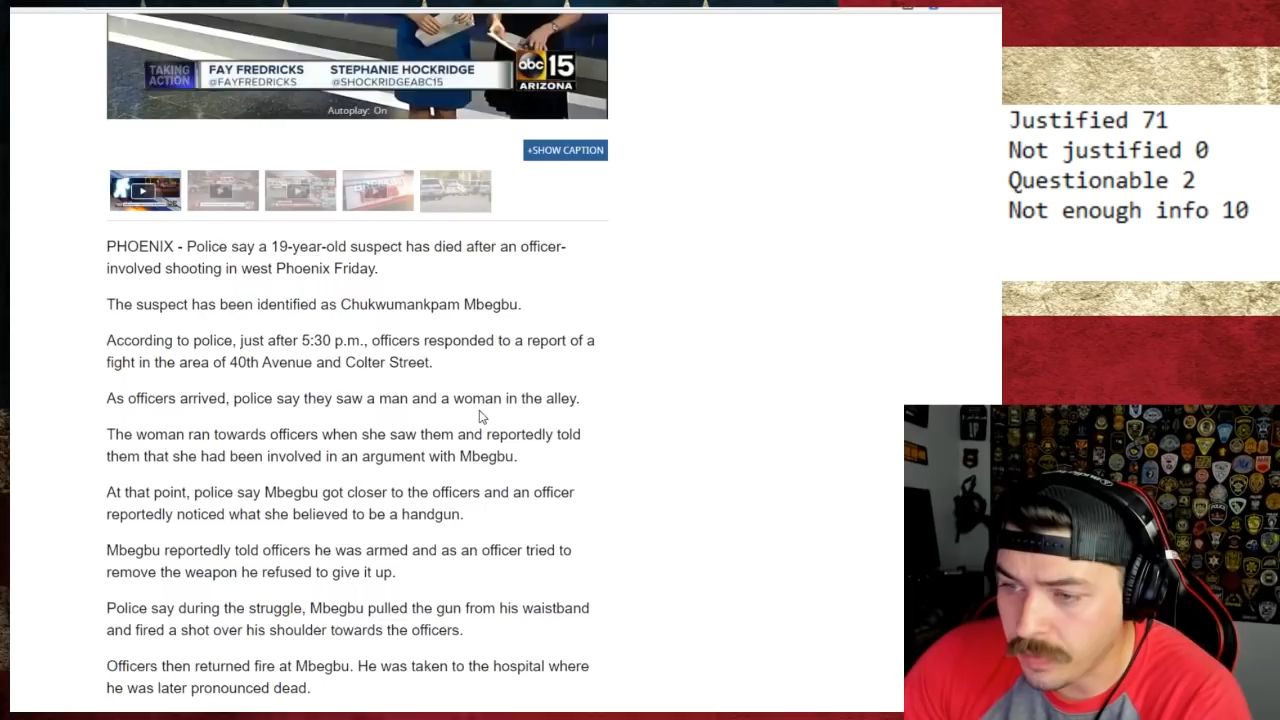 TAKING
ACTION
FAY FREDRICKS
@FAYFREDRICKS
STEPHANIE HOCKRIDGE
@SHOCKRIDGEABC15
abc 15
ARIZONA
Autoplay: On
+SHOW CAPTION
PHOENIX - Police say a 19-year-old suspect has died after an officer-
involved shooting in west Phoenix Friday.
The suspect has been identified as Chukwumankpam Mbegbu.
According to police, just after 5:30 p.m., officers responded to a report of a
fight in the area of 40th Avenue and Colter Street.
As officers arrived, police say they saw a man and a woman in the alley.
The woman ran towards officers when she saw them and reportedly told
them that she had been involved in an argument with Mbegbu.
At that point, police say Mbegbu got closer to the officers and an officer
reportedly noticed what she believed to be a handgun.
Mbegbu reportedly told officers he was armed and as an officer tried to
remove the weapon he refused to give it up.
Police say during the struggle, Mbegbu pulled the gun from his waistband
and fired a shot over his shoulder towards the officers.
Officers then returned fire at Mbegbu. He was taken to the hospital where
he was later pronounced dead.
Justified 71
Not justified 0
Questionable 2
Not enough info 10